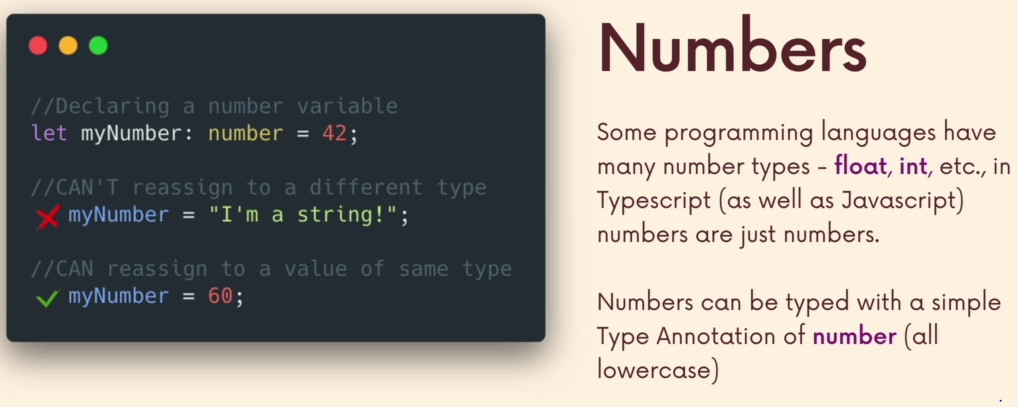 //Declaring a number variable
let myNumber: number = 42;
//CAN'T reassign to a different type
myNumber = "I'm a string!";
//CAN reassign to a value of same type
myNumber = 60;
Numbers
Some programming languages have
many number types - float, int, etc., in
Typescript (as well as Javascript)
numbers are just numbers.
Numbers can be typed with a simple
Type Annotation of number (all
lowercase)